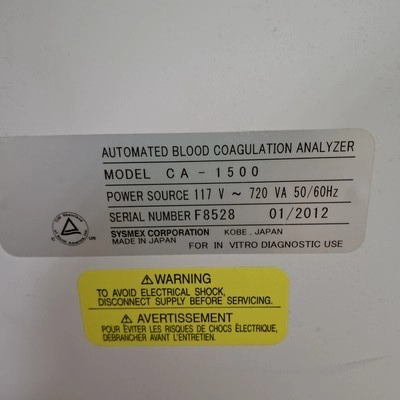 AUTOMATED BLOOD COAGULATION ANALYZER
MODEL CA - 1500
POWER SOURCE 117 V ~ 720 VA 50/60Hz
SERIAL NUMBER F8528 01/2012
SYSMEX CORPORATION KOBE, JAPAN
MADE IN JAPAN FOR IN VITRO DIAGNOSTIC USE
⚠WARNING
TO AVOID ELECTRICAL SHOCK,
DISCONNECT SUPPLY BEFORE SERVICING.
⚠ AVERTISSEMENT
POUR ÉVITER LES RISQUES DE CHOCS ÉLECTRIQUE,
DEBRANCHER AVANT L'ENTRETIEN.